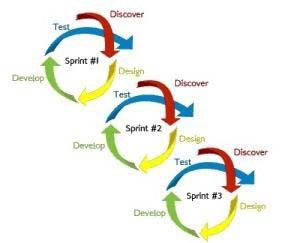 Discover
Test
Sprint #1
Develop
Design
Discover
Test
Sprint #2
Develop
Design
Discover
Test
Sprint #3
Develop
Design